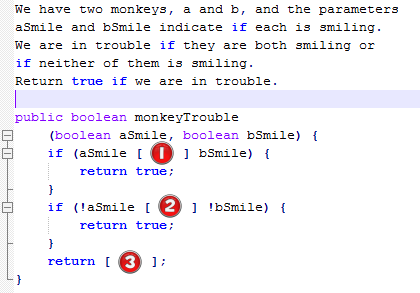 We have two monkeys, a and b, and the parameters
aSmile and bSmile indicate if each is smiling.
We are in trouble if they are both smiling or
if neither of them is smiling.
Return true if we are in trouble.
public boolean monkeyTrouble
(boolean aSmile, boolean bSmile) {
if (aSmile [ 1 ] bSmile) {
return true;
}
if (!aSmile [ 2 ] !bSmile) {
return true;
}
return [ 3 ];
}